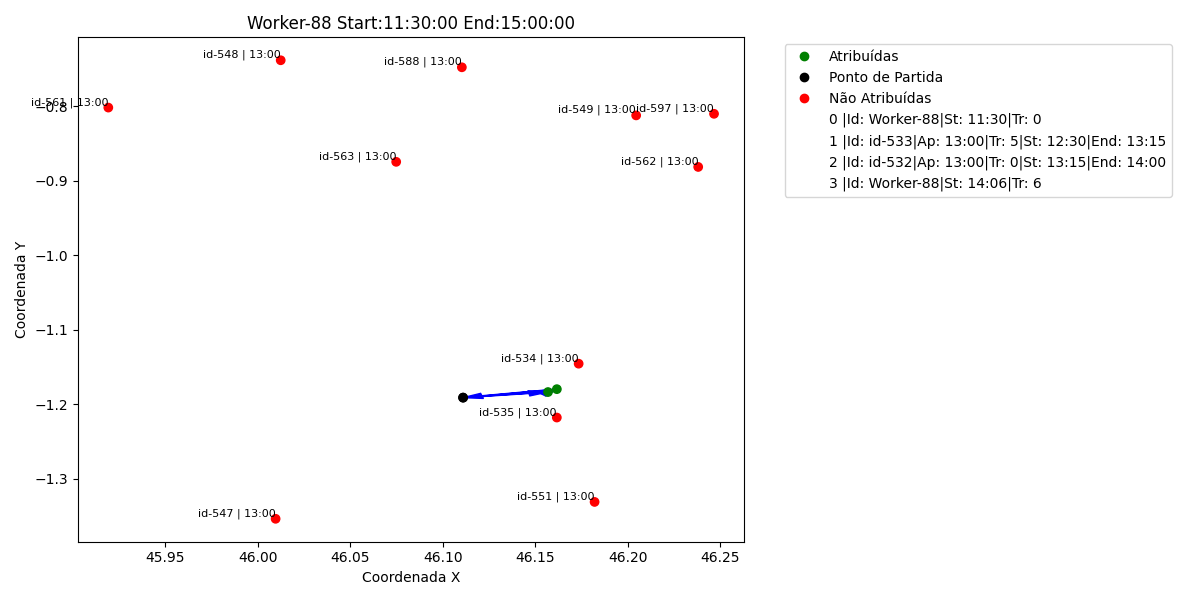 Worker-88 Start:11:30:00 End:15:00:00
id-548 | 13:00
id-588 | 13:00
id-561 | 13:00
id-549 | 13:00
id-597 | 13:00
id-563 | 13:00
id-562 | 13:00
id-534 | 13:00
id-535 | 13:00
id-551 | 13:00
id-547 | 13:00
−0.8
−0.9
−1.0
−1.1
−1.2
−1.3
Coordenada Y
45.95
46.00
46.05
46.10
46.15
46.20
46.25
Coordenada X
Atribuídas
Ponto de Partida
Não Atribuídas
0 |Id: Worker-88|St: 11:30|Tr: 0
1 |Id: id-533|Ap: 13:00|Tr: 5|St: 12:30|End: 13:15
2 |Id: id-532|Ap: 13:00|Tr: 0|St: 13:15|End: 14:00
3 |Id: Worker-88|St: 14:06|Tr: 6